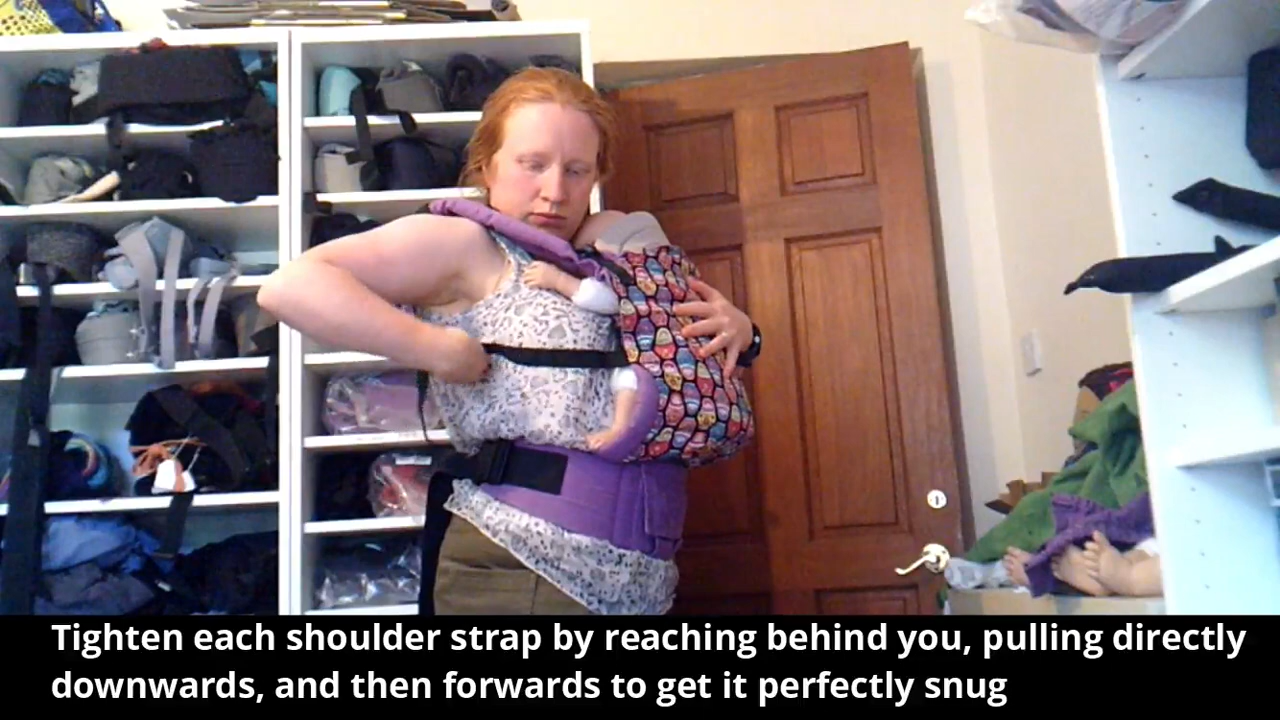 Tighten each shoulder strap by reaching behind you, pulling directly
downwards, and then forwards to get it perfectly snug